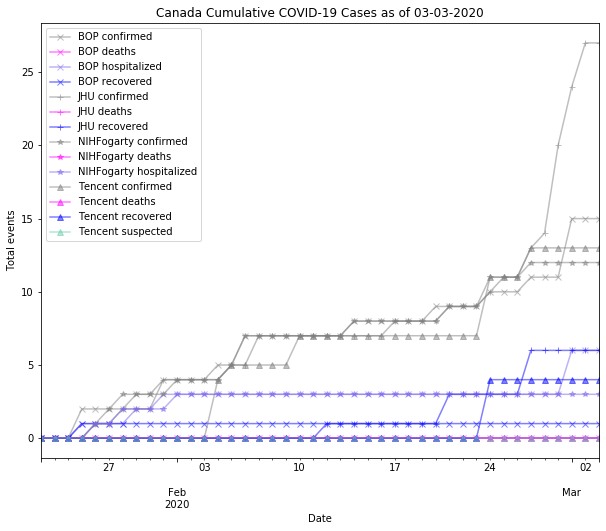 Canada Cumulative COVID-19 Cases as of 03-03-2020
BOP confirmed
BOP deaths
BOP hospitalized
BOP recovered
JHU confirmed
JHU deaths
JHU recovered
NIHFogarty confirmed
NIHFogarty deaths
NIHFogarty hospitalized
Tencent confirmed
Tencent deaths
Tencent recovered
Tencent suspected
Total events
25
20
15
10
5
0
27 03 10 17 24 02
Feb Mar
2020
Date